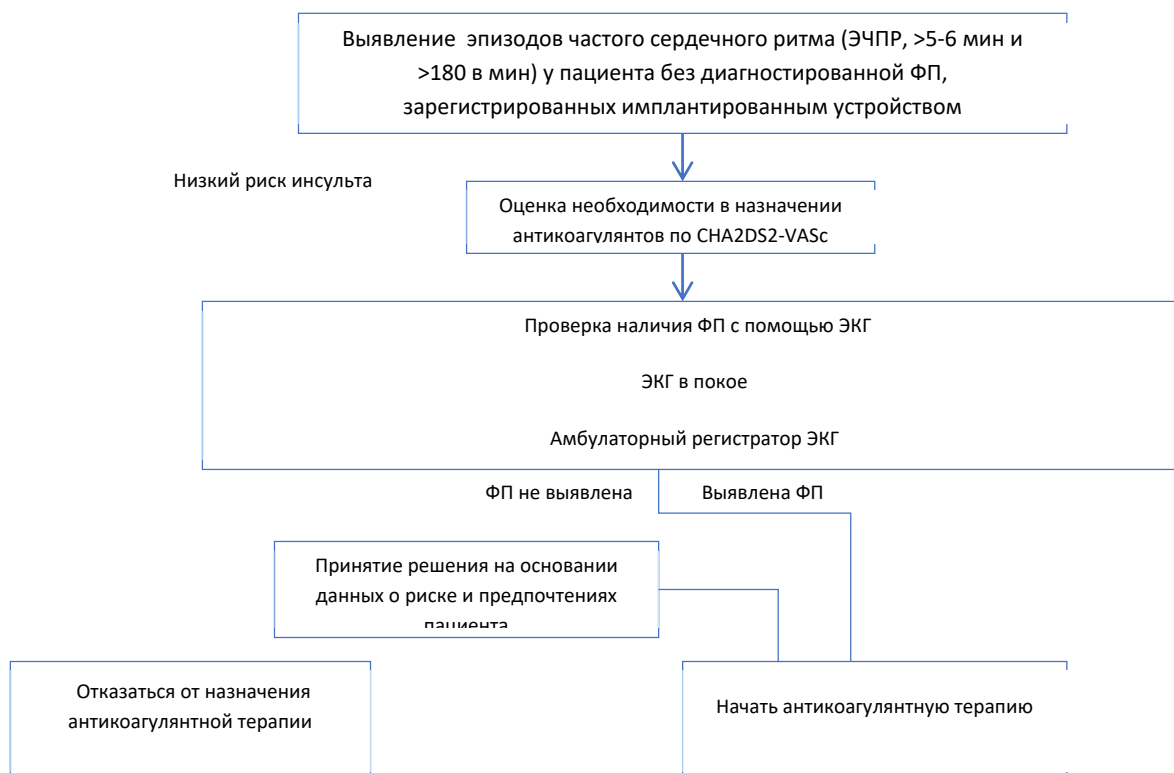 Выявление эпизодов частого сердечного ритма (ЭЧПР, >5-6 мин и
>180 в мин) у пациента без диагностированной ФП,
зарегистрированных имплантированным устройством
Низкий риск инсульта
Оценка необходимости в назначении
антикоагулянтов по CHA2DS2-VASc
Проверка наличия ФП с помощью ЭКГ
ЭКГ в покое
Амбулаторный регистратор ЭКГ
ФП не выявлена
Выявлена ФП
Принятие решения на основании
данных о риске и предпочтениях
пациента
Отказаться от назначения
антикоагулянтной терапии
Начать антикоагулянтную терапию